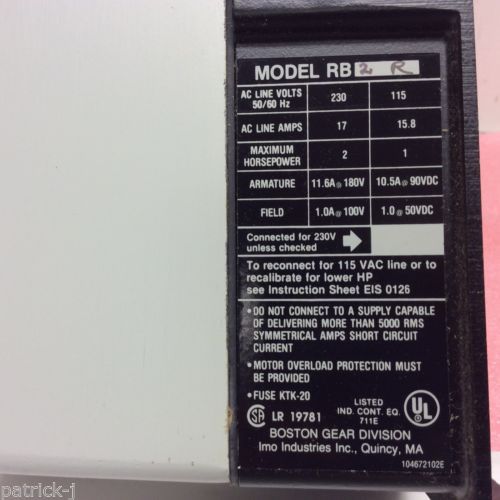 MODEL RB2 R
AC LINE VOLTS 50/60 Hz 230 115
AC LINE AMPS 17 15.8
MAXIMUM HORSEPOWER 2 1
ARMATURE 11.6A@180V 10.5A@90VDC
FIELD 1.0A@100V 1.0@50VDC
Connected for 230V
unless checked
To reconnect for 115 VAC line or to
recalibrate for lower HP
see Instruction Sheet EIS 0126
•DO NOT CONNECT TO A SUPPLY CAPABLE
OF DELIVERING MORE THAN 5000 RMS
SYMMETRICAL AMPS SHORT CIRCUIT
CURRENT
•MOTOR OVERLOAD PROTECTION MUST
BE PROVIDED
•FUSE KTK-20
SA LR 19781
LISTED
IND. CONT. EQ.
711E
UL
BOSTON GEAR DIVISION
Imo Industries Inc., Quincy, MA
104672102E
patrick-j